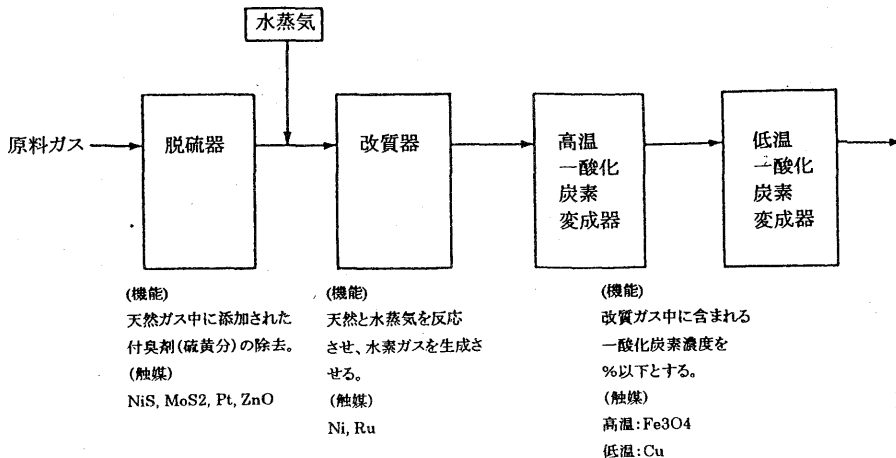 水蒸気
原料ガス
脱硫器
改質器
高温
一酸化
炭素
変成器
低温
一酸化
炭素
変成器
(機能)
天然ガス中に添加された
付臭剤(硫黄分)の除去。
(触媒)
NiS, MoS2, Pt, ZnO
(機能)
天然と水蒸気を反応
させ、水素ガスを生成さ
せる。
(触媒)
Ni, Ru
(機能)
改質ガス中に含まれる
一酸化炭素濃度を
%以下とする。
(触媒)
高温:Fe3O4
低温:Cu